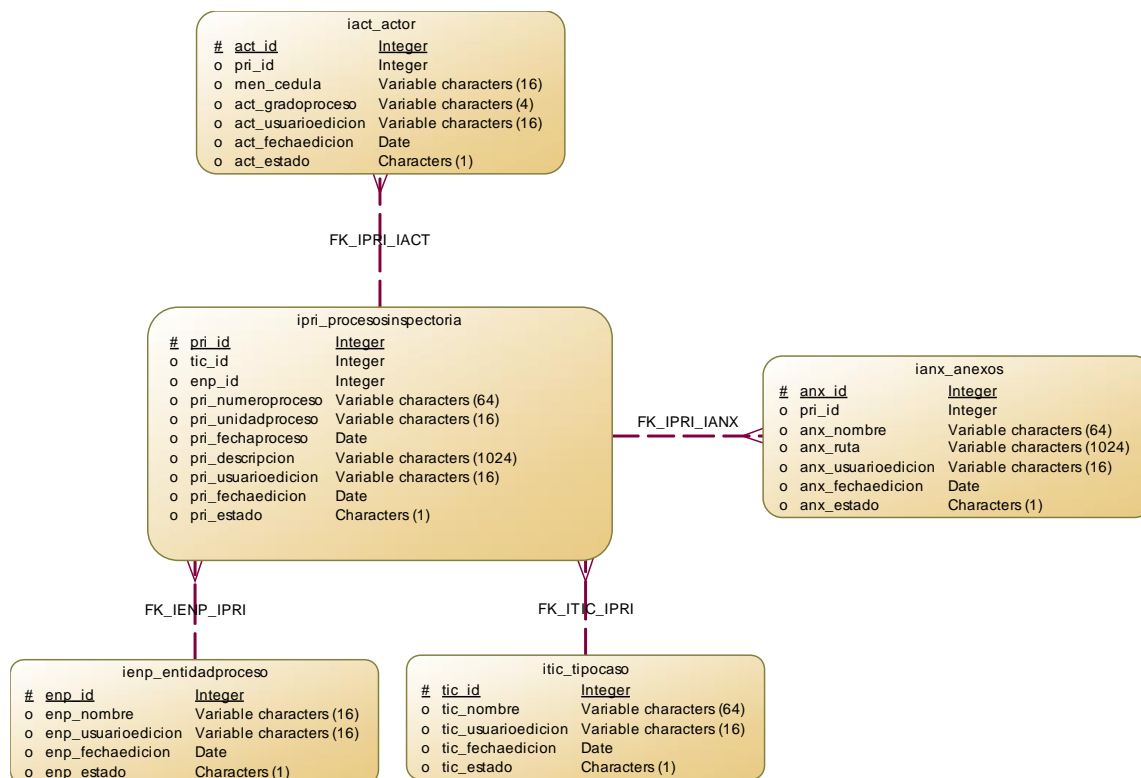 iact_actor
# act_id Integer
o pri_id Integer
o men_cedula Variable characters (16)
o act_gradoproceso Variable characters (4)
o act_usuarioedicion Variable characters (16)
o act_fechaedicion Date
o act_estado Characters (1)
FK_IPRI_IACT
ipri_procesosinspectoria
# pri_id Integer
o tic_id Integer
o enp_id Integer
o pri_numeroproceso Variable characters (64)
o pri_unidadproceso Variable characters (16)
o pri_fechaproceso Date
o pri_descripcion Variable characters (1024)
o pri_usuarioedicion Variable characters (16)
o pri_fechaedicion Date
o pri_estado Characters (1)
FK_IPRI_IANX
ianx_anexos
# anx_id Integer
o pri_id Integer
o anx_nombre Variable characters (64)
o anx_ruta Variable characters (1024)
o anx_usuarioedicion Variable characters (16)
o anx_fechaedicion Date
o anx_estado Characters (1)
FK_IENP_IPRI
FK_ITIC_IPRI
ienp_entidadproceso
# enp_id Integer
o enp_nombre Variable characters (16)
o enp_usuarioedicion Variable characters (16)
o enp_fechaedicion Date
o enp_estado Characters (1)
itic_tipocaso
# tic_id Integer
o tic_nombre Variable characters (64)
o tic_usuarioedicion Variable characters (16)
o tic_fechaedicion Date
o tic_estado Characters (1)